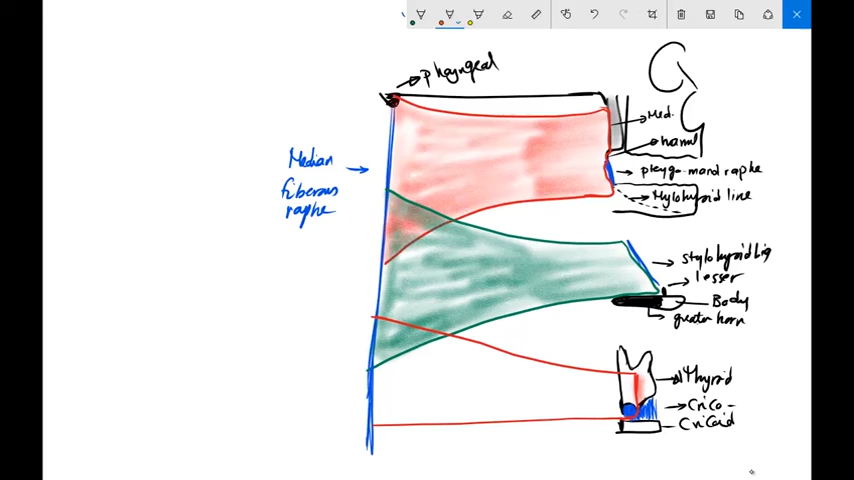 pharyngeal
Med.
hamul
pteygo-mand raphe
Mylohyoid line
Median
fiberous
raphe
stylohyoid Lig
lesser
Body
greater horn
Thyroid
Crico -
Cricoid